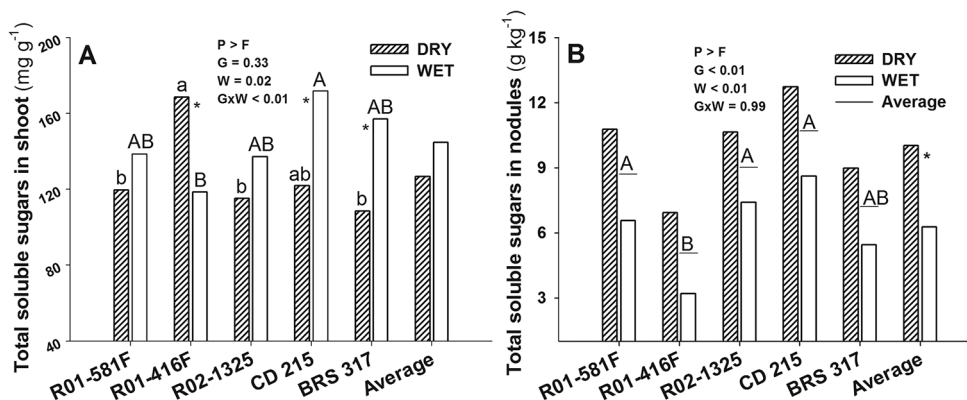 A
Total soluble sugars in shoot (mg g-1)
200
160
120
80
40
P > F
G = 0.33
W = 0.02
GxW < 0.01
DRY
WET
b AB
a * B
b AB
ab * A
b * AB
R01-581F R01-416F R02-1325 CD 215 BRS 317 Average
B
Total soluble sugars in nodules (g kg-1)
15
12
9
6
3
P > F
G < 0.01
W < 0.01
GxW = 0.99
DRY
WET
Average
A
B
A
A
AB
*
R01-581F R01-416F R02-1325 CD 215 BRS 317 Average